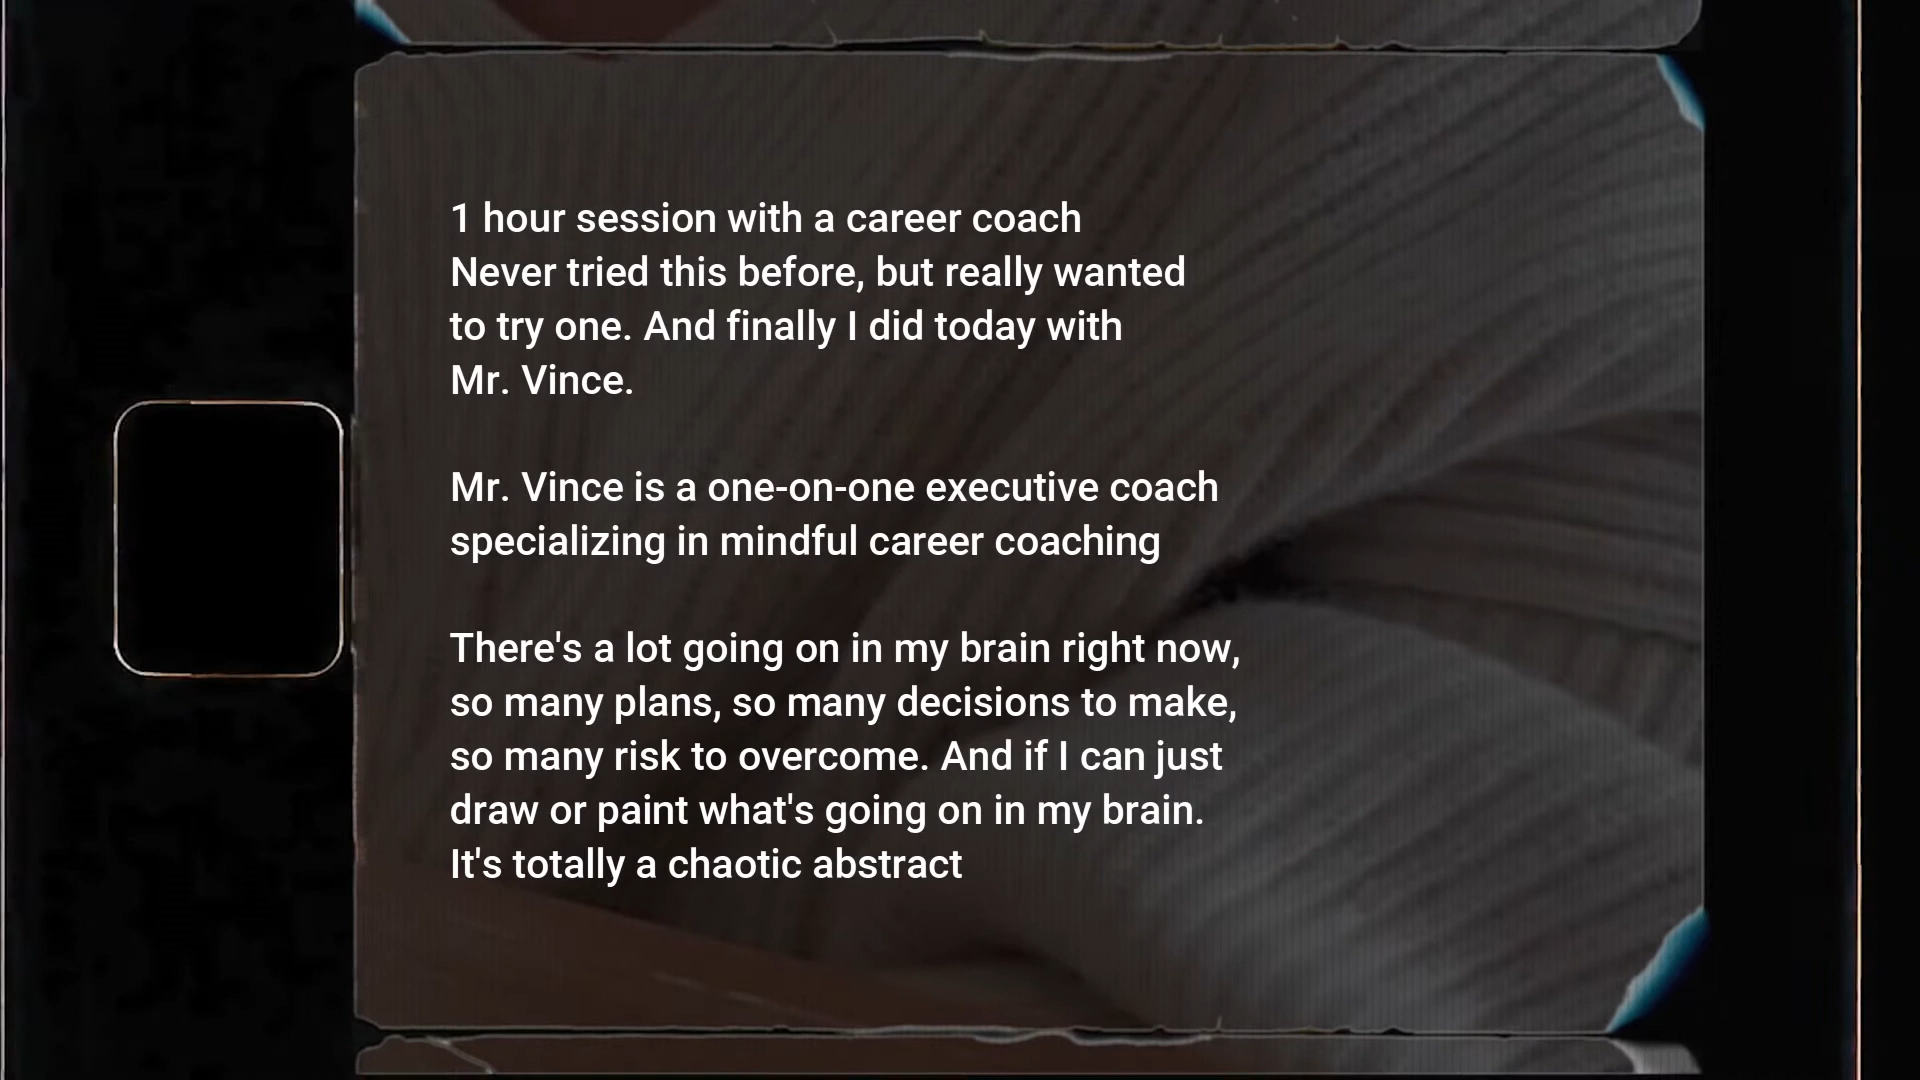 1 hour session with a career coach
Never tried this before, but really wanted
to try one. And finally I did today with
Mr. Vince.
Mr. Vince is a one-on-one executive coach
specializing in mindful career coaching
There's a lot going on in my brain right now,
so many plans, so many decisions to make,
so many risk to overcome. And if I can just
draw or paint what's going on in my brain.
It's totally a chaotic abstract